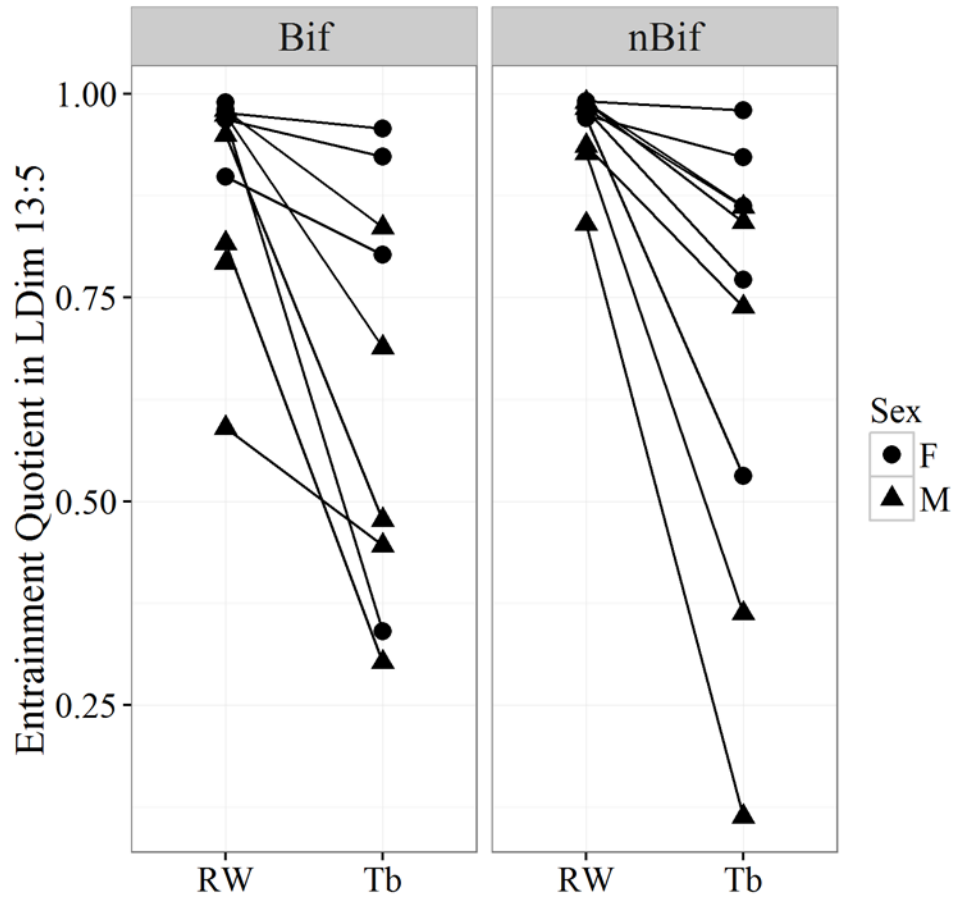 Bif
nBif
Entrainment Quotient in LDim 13:5
1.00
0.75
0.50
0.25
RW
Tb
RW
Tb
Sex
F
M